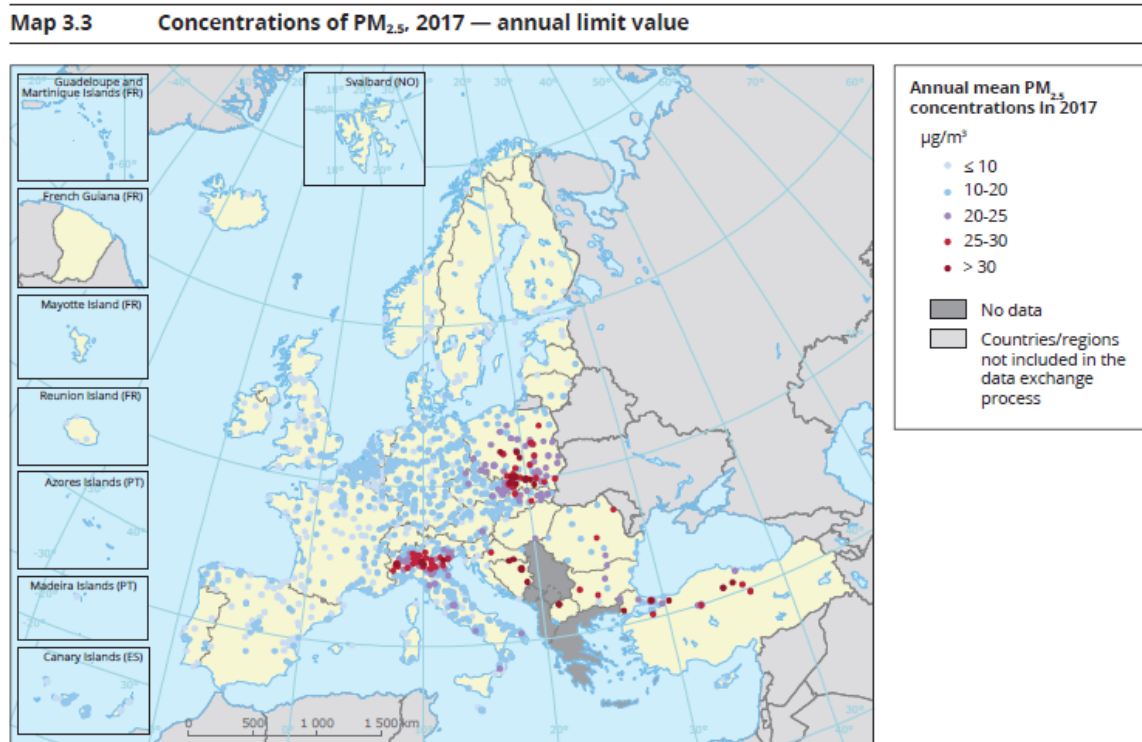 Map 3.3 Concentrations of PM2.5, 2017 — annual limit value
Guadeloupe and
Martinique Islands (FR)
Svalbard (NO)
French Guiana (FR)
Mayotte Island (FR)
Reunion Island (FR)
Azores Islands (PT)
Madeira Islands (PT)
Canary Islands (ES)
0 500 1 000 1 500 km
Annual mean PM2.5
concentrations in 2017
µg/m³
≤ 10
10-20
20-25
25-30
> 30
No data
Countries/regions
not included in the
data exchange
process